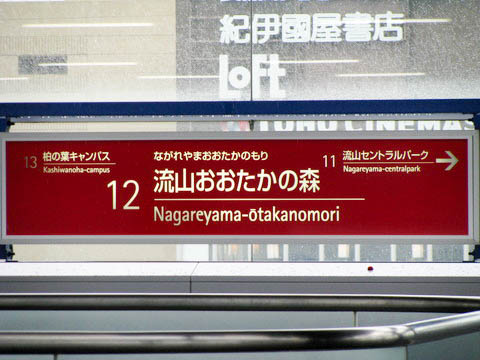 紀伊國屋書店
loft
TOHO CINEMAS
13 柏の葉キャンパス
Kashiwanoha-campus
ながれやまおおたかのもり
12 流山おおたかの森
Nagareyama-ōtakanomori
11 流山セントラルパーク
Nagareyama-centralpark